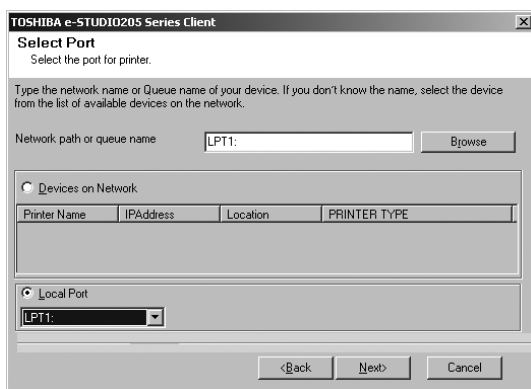 TOSHIBA e-STUDIO205 Series Client
Select Port
Select the port for printer.
Type the network name or Queue name of your device. If you don't know the name, select the device
from the list of available devices on the network.
Network path or queue name LPT1: Browse
Devices on Network
Printer Name IPAddress Location PRINTER TYPE
Local Port
LPT1:
<Back Next> Cancel